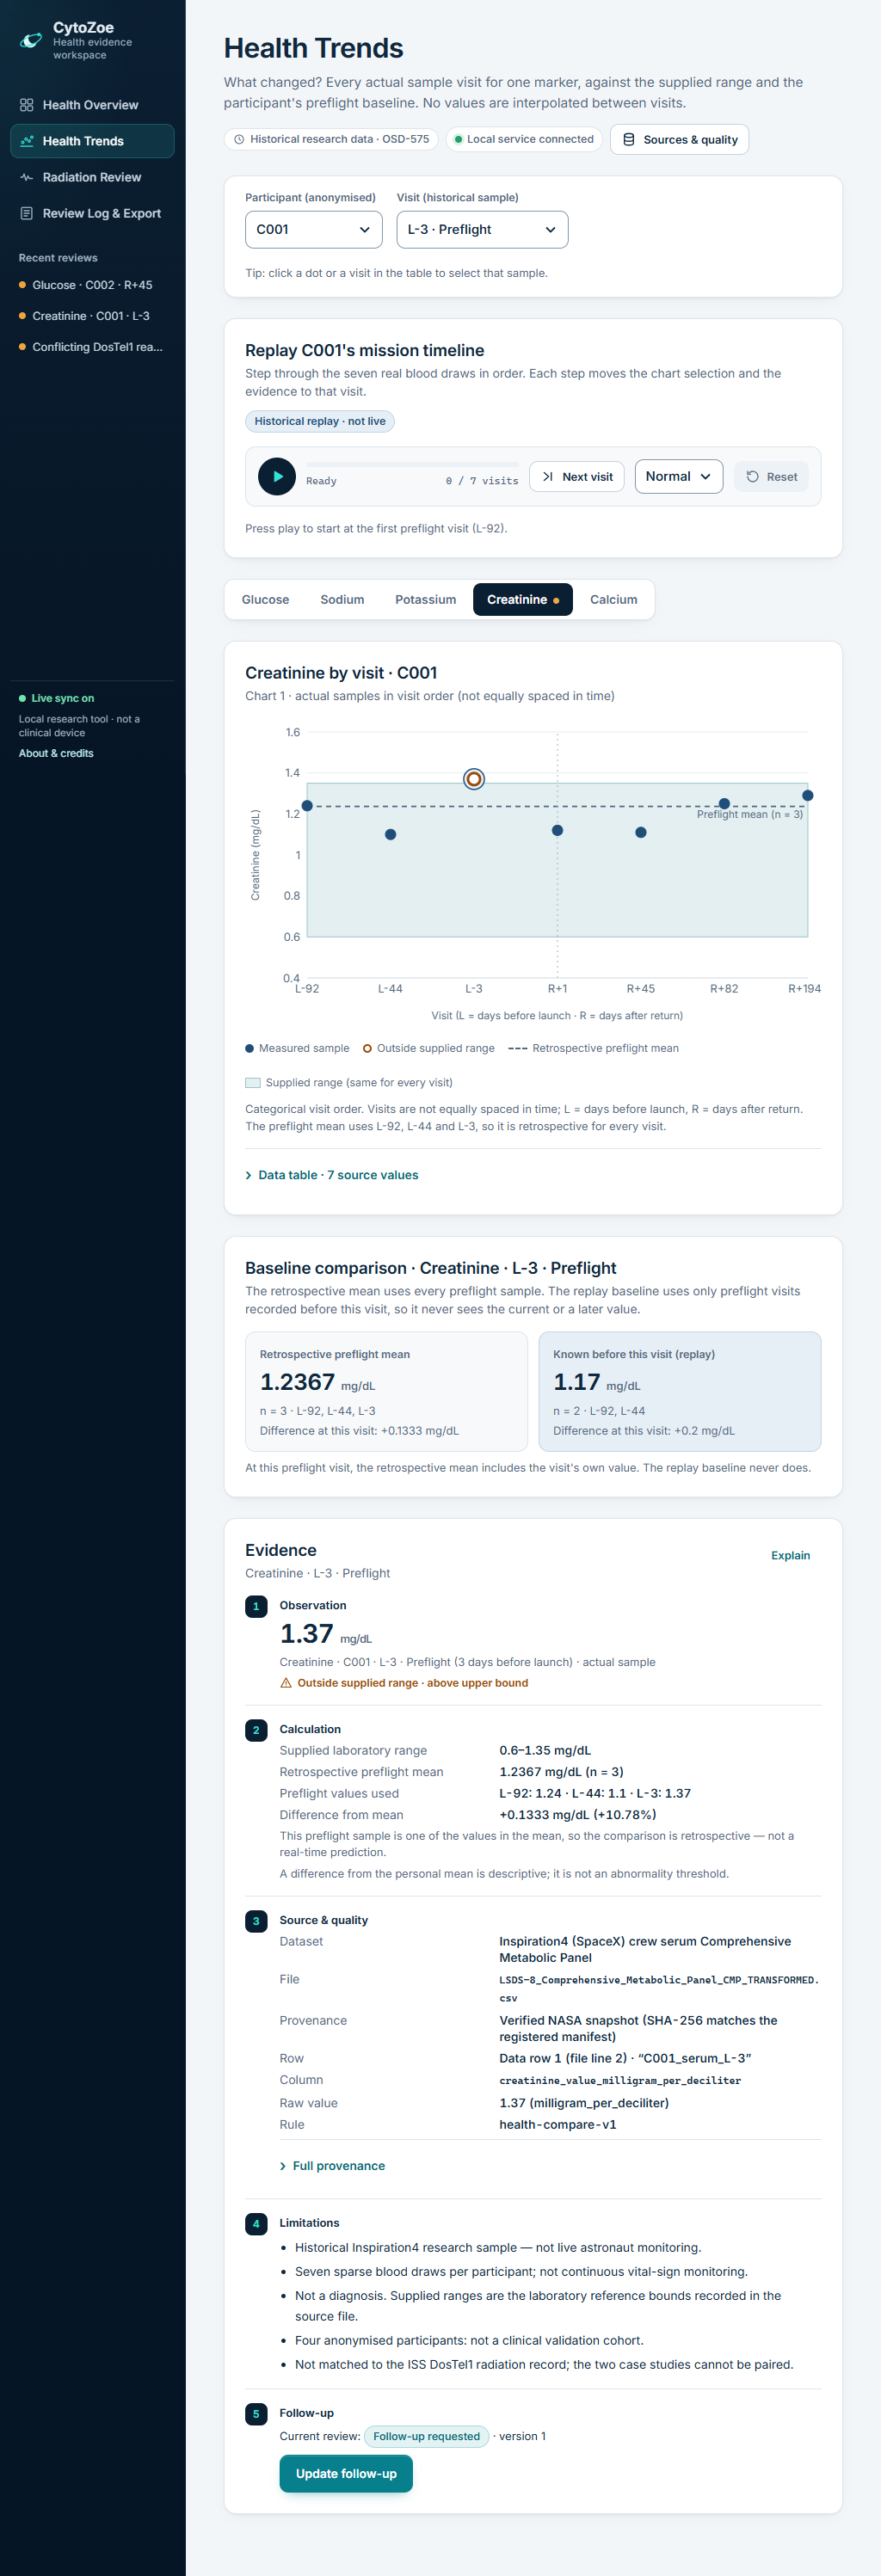 CytoZoe
Health evidence
workspace
Health Overview
Health Trends
Radiation Review
Review Log & Export
Recent reviews
Glucose · C002 · R+45
Creatinine · C001 · L-3
Conflicting DosTel1 rea...
Live sync on
Local research tool · not a
clinical device
About & credits
Health Trends
What changed? Every actual sample visit for one marker, against the supplied range and the
participant's preflight baseline. No values are interpolated between visits.
Historical research data · OSD-575
Local service connected
Sources & quality
Participant (anonymised)
Visit (historical sample)
C001
L-3 · Preflight
Tip: click a dot or a visit in the table to select that sample.
Replay C001's mission timeline
Step through the seven real blood draws in order. Each step moves the chart selection and the
evidence to that visit.
Historical replay · not live
Ready
0 / 7 visits
Next visit
Normal
Reset
Press play to start at the first preflight visit (L-92).
Glucose
Sodium
Potassium
Creatinine
Calcium
Creatinine by visit · C001
Chart 1 · actual samples in visit order (not equally spaced in time)
1.6
1.4
1.2
1
0.8
0.6
0.4
Creatinine (mg/dL)
Preflight mean (n = 3)
L-92
L-44
L-3
R+1
R+45
R+82
R+194
Visit (L = days before launch · R = days after return)
Measured sample
Outside supplied range
Retrospective preflight mean
Supplied range (same for every visit)
Categorical visit order. Visits are not equally spaced in time; L = days before launch, R = days after return.
The preflight mean uses L-92, L-44 and L-3, so it is retrospective for every visit.
Data table · 7 source values
Baseline comparison · Creatinine · L-3 · Preflight
The retrospective mean uses every preflight sample. The replay baseline uses only preflight visits
recorded before this visit, so it never sees the current or a later value.
Retrospective preflight mean
1.2367 mg/dL
n = 3 · L-92, L-44, L-3
Difference at this visit: +0.1333 mg/dL
Known before this visit (replay)
1.17 mg/dL
n = 2 · L-92, L-44
Difference at this visit: +0.2 mg/dL
At this preflight visit, the retrospective mean includes the visit's own value. The replay baseline never does.
Evidence
Explain
Creatinine · L-3 · Preflight
1
Observation
1.37 mg/dL
Creatinine · C001 · L-3 · Preflight (3 days before launch) · actual sample
Outside supplied range · above upper bound
2
Calculation
Supplied laboratory range
0.6–1.35 mg/dL
Retrospective preflight mean
1.2367 mg/dL (n = 3)
Preflight values used
L-92: 1.24 · L-44: 1.1 · L-3: 1.37
Difference from mean
+0.1333 mg/dL (+10.78%)
This preflight sample is one of the values in the mean, so the comparison is retrospective — not a
real-time prediction.
A difference from the personal mean is descriptive; it is not an abnormality threshold.
3
Source & quality
Dataset
Inspiration4 (SpaceX) crew serum Comprehensive
Metabolic Panel
File
LSDS-8_Comprehensive_Metabolic_Panel_CMP_TRANSFORMED.
csv
Provenance
Verified NASA snapshot (SHA-256 matches the
registered manifest)
Row
Data row 1 (file line 2) · “C001_serum_L-3”
Column
creatinine_value_milligram_per_deciliter
Raw value
1.37 (milligram_per_deciliter)
Rule
health-compare-v1
Full provenance
4
Limitations
• Historical Inspiration4 research sample — not live astronaut monitoring.
• Seven sparse blood draws per participant; not continuous vital-sign monitoring.
• Not a diagnosis. Supplied ranges are the laboratory reference bounds recorded in the
source file.
• Four anonymised participants: not a clinical validation cohort.
• Not matched to the ISS DosTel1 radiation record; the two case studies cannot be paired.
5
Follow-up
Current review: Follow-up requested · version 1
Update follow-up